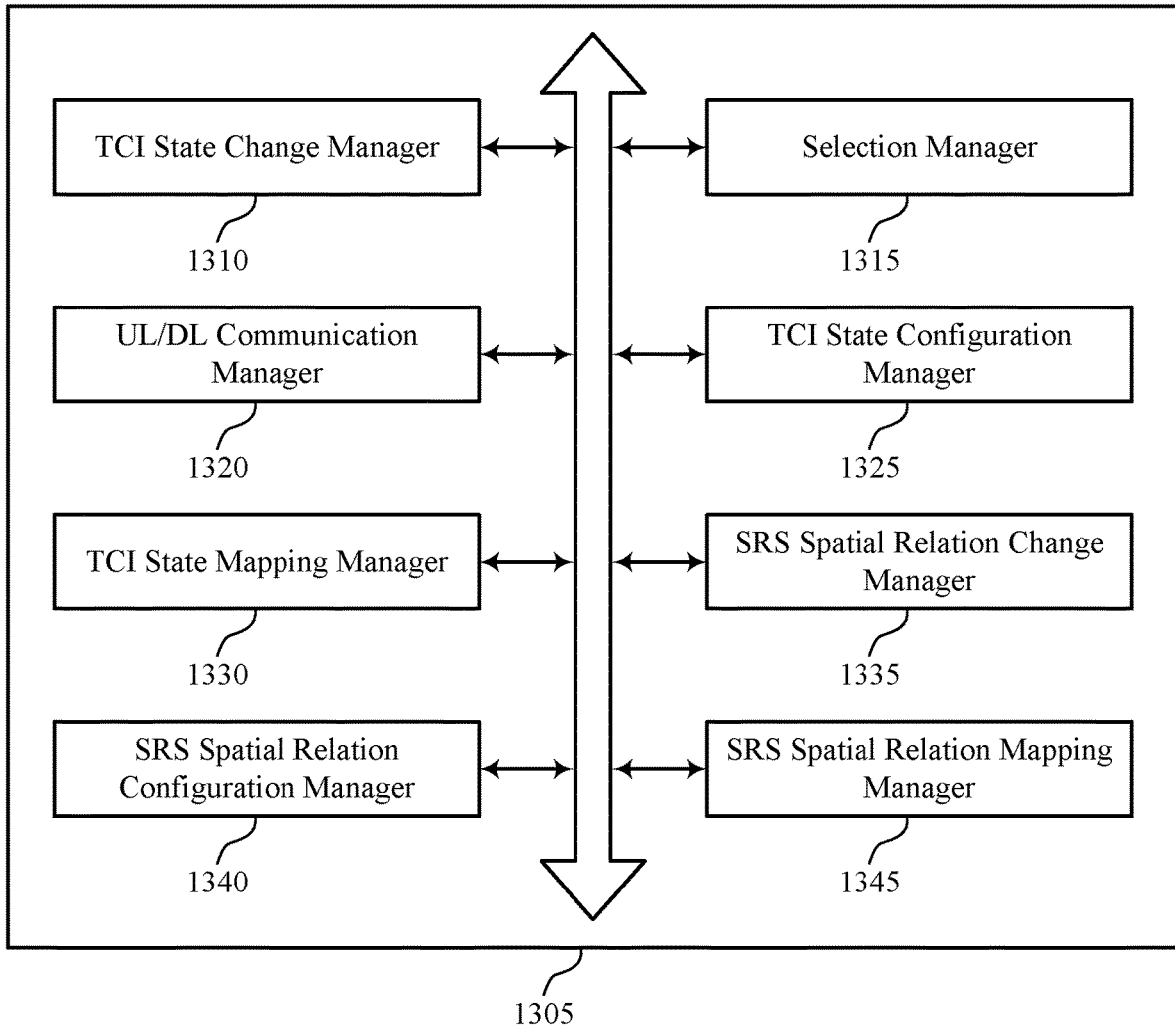 TCI State Change Manager
1310
Selection Manager
1315
UL/DL Communication
Manager
1320
TCI State Configuration
Manager
1325
TCI State Mapping Manager
1330
SRS Spatial Relation Change
Manager
1335
SRS Spatial Relation
Configuration Manager
1340
SRS Spatial Relation Mapping
Manager
1345
1305